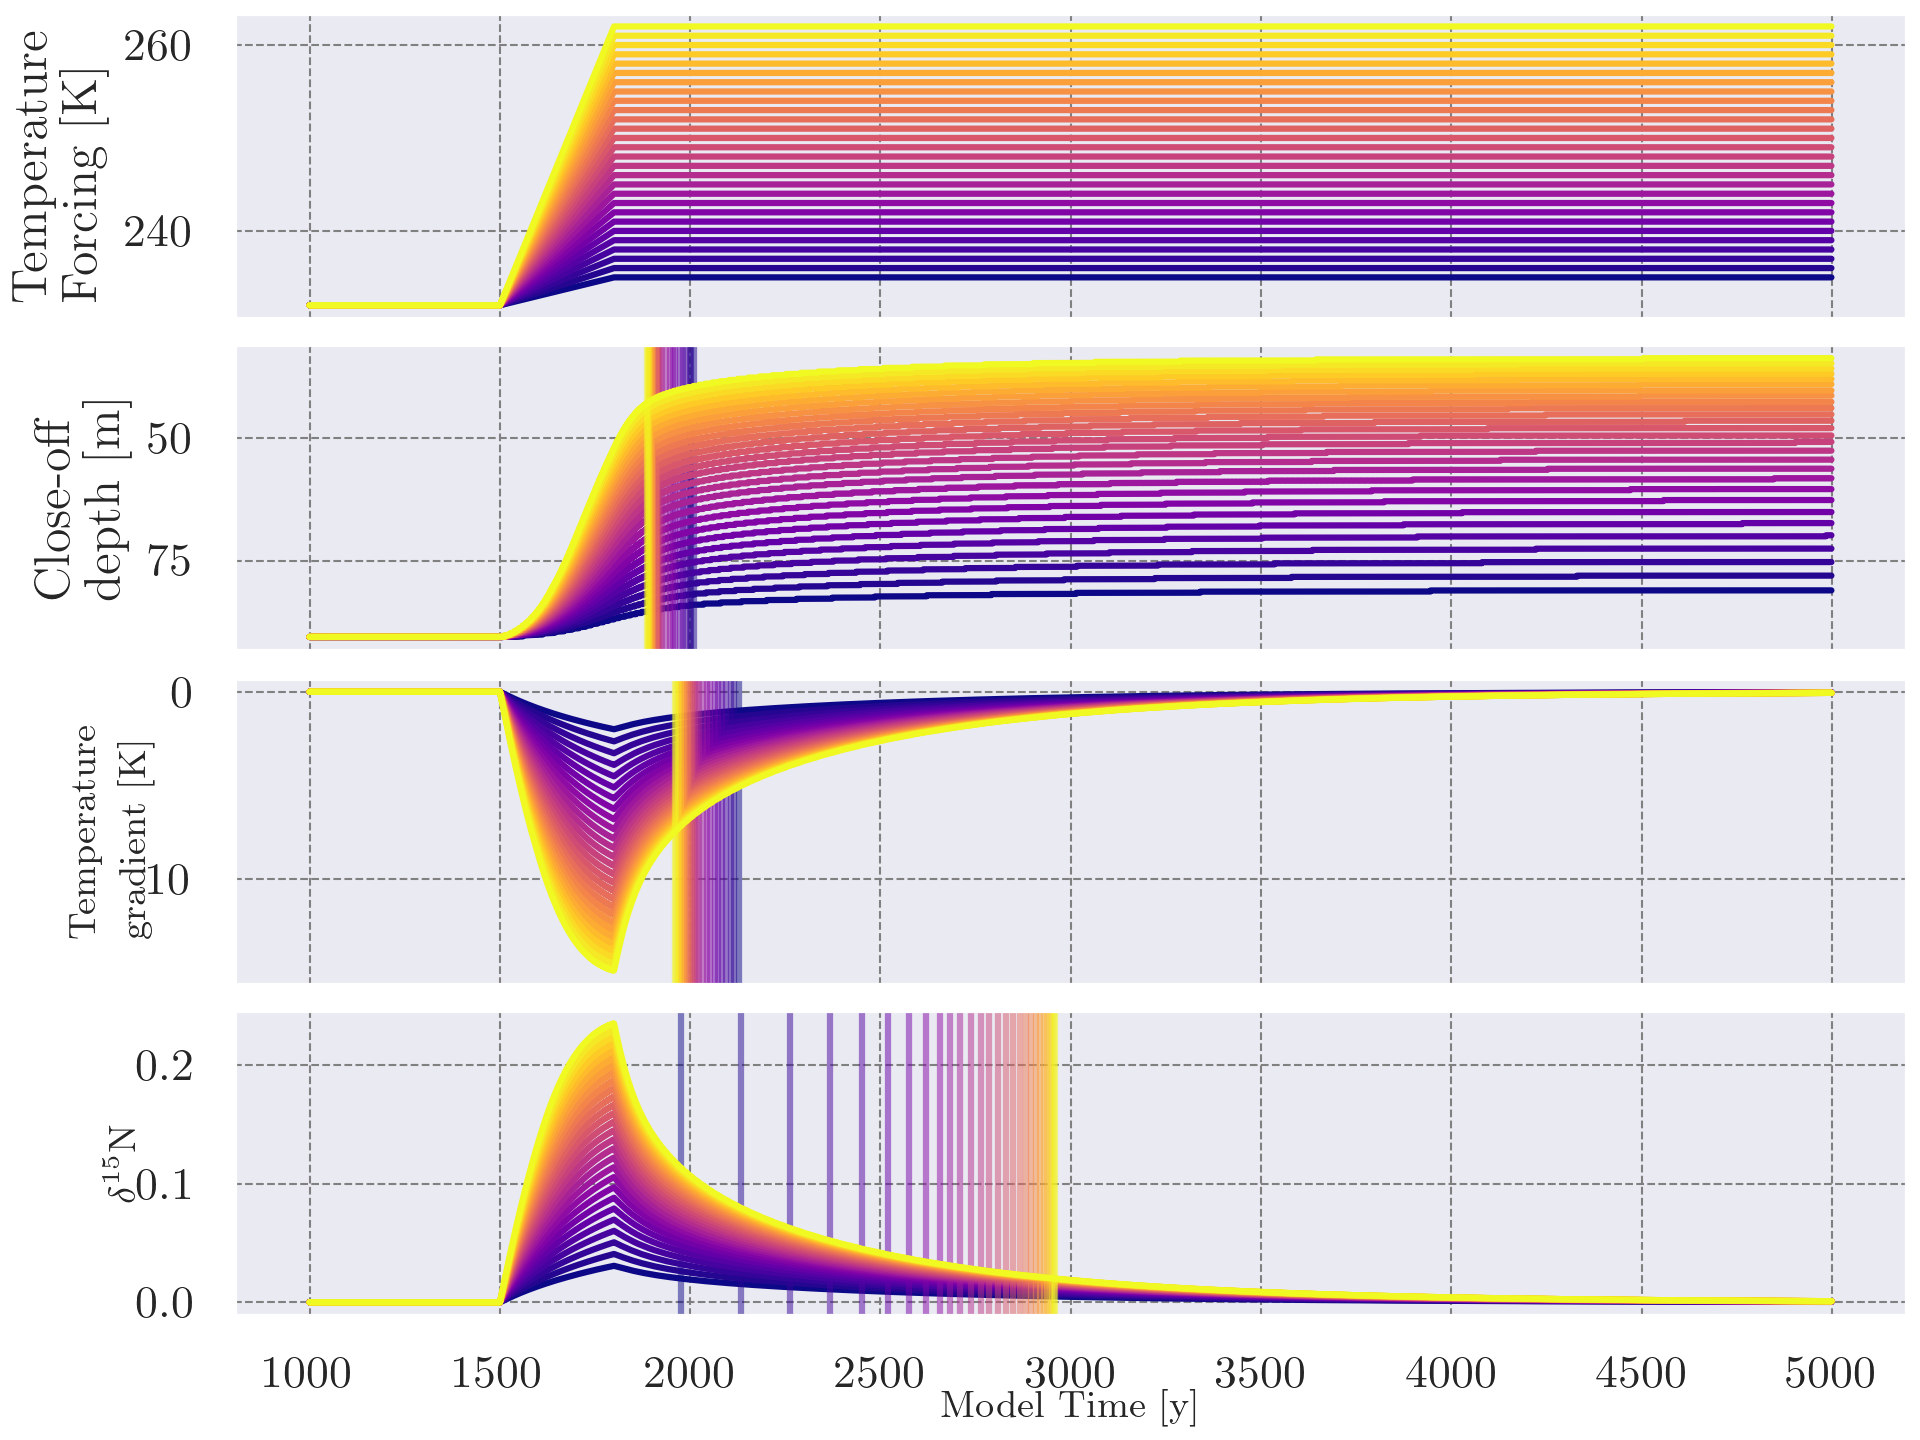 Temperature
Forcing [K]
260
240
Close-off
depth [m]
50
75
Temperature
gradient [K]
0
10
δ¹⁵N
0.2
0.1
0.0
1000 1500 2000 2500 3000 3500 4000 4500 5000
Model Time [y]